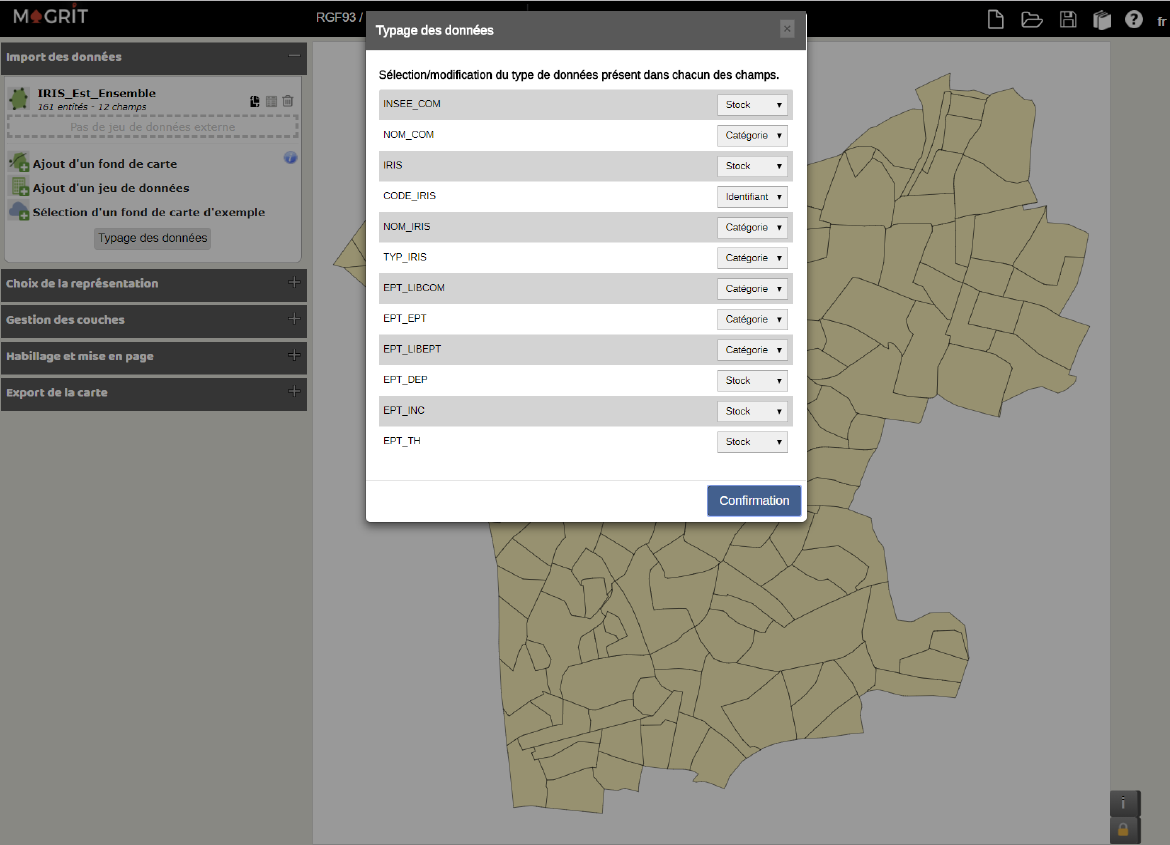 MAGRIT
RGF93 /
fr
Import des données
IRIS_Est_Ensemble
161 entités - 12 champs
Pas de jeu de données externe
Ajout d'un fond de carte
i
Ajout d'un jeu de données
Sélection d'un fond de carte d'exemple
Typage des données
Choix de la représentation
Gestion des couches
Habillage et mise en page
Export de la carte
Typage des données
Sélection/modification du type de données présent dans chacun des champs.
INSEE_COM Stock
NOM_COM Catégorie
IRIS Stock
CODE_IRIS Identifiant
NOM_IRIS Catégorie
TYP_IRIS Catégorie
EPT_LIBCOM Catégorie
EPT_EPT Catégorie
EPT_LIBEPT Catégorie
EPT_DEP Stock
EPT_INC Stock
EPT_TH Stock
Confirmation
i